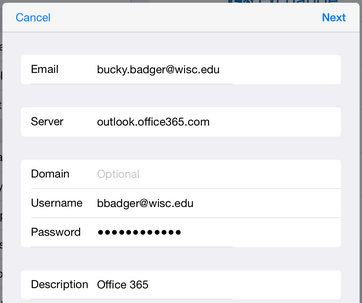 Cancel Next
Email bucky.badger@wisc.edu
Server outlook.office365.com
Domain Optional
Username bbadger@wisc.edu
Password ●●●●●●●●●●●●
Description Office 365